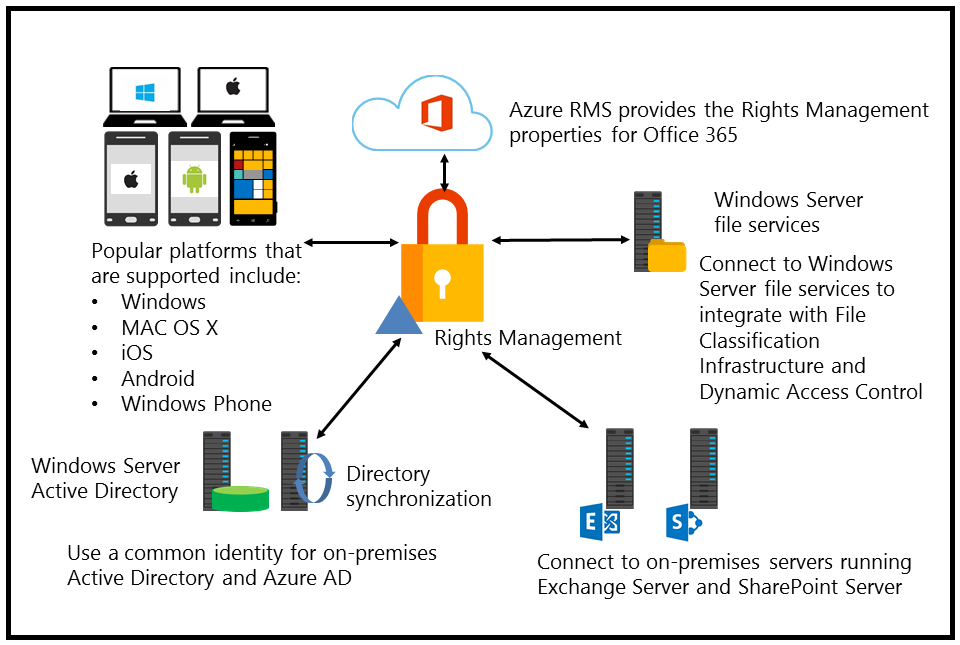 Azure RMS provides the Rights Management
properties for Office 365
Popular platforms that
are supported include:
• Windows
• MAC OS X
• iOS
• Android
• Windows Phone
Rights Management
Windows Server
file services
Connect to Windows
Server file services to
integrate with File
Classification
Infrastructure and
Dynamic Access Control
Windows Server
Active Directory
Directory
synchronization
Use a common identity for on-premises
Active Directory and Azure AD
E
S
Connect to on-premises servers running
Exchange Server and SharePoint Server